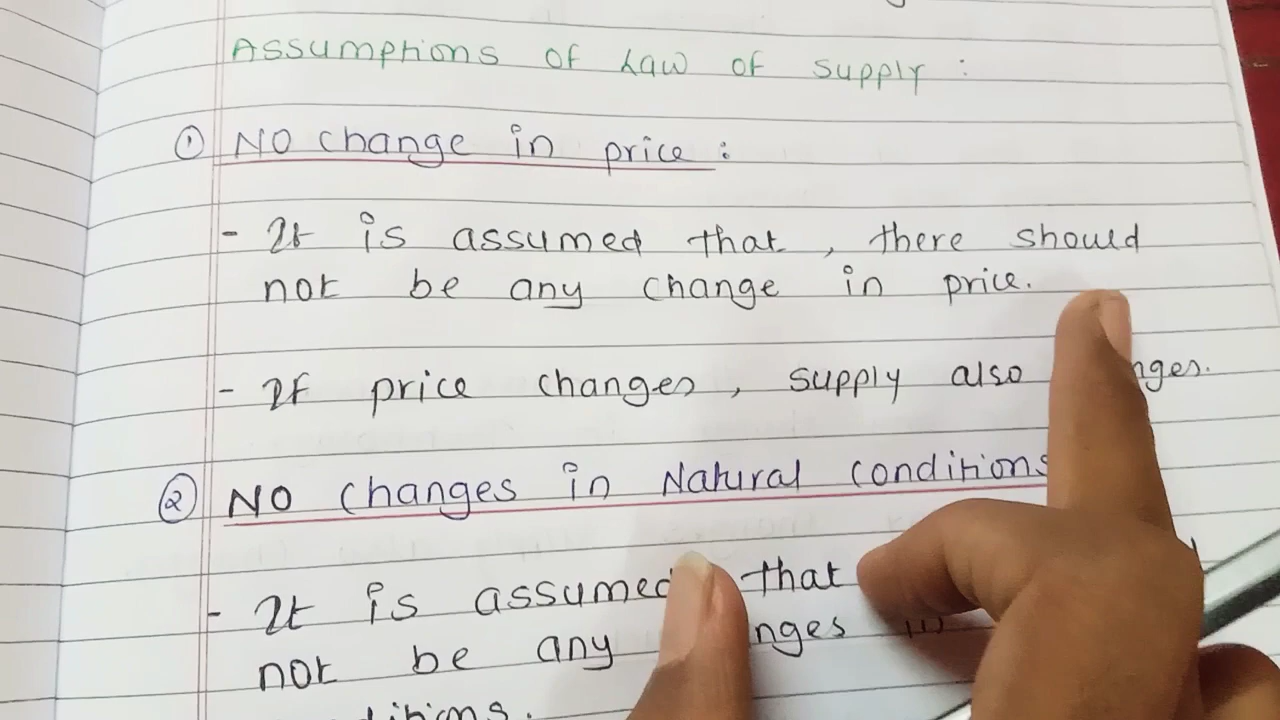 Assumptions of Law of supply :
① No change in price :
- It is assumed that, there should
not be any change in price.
- If price changes, supply also
② No changes in Natural conditions
- It is assumed that
not be any